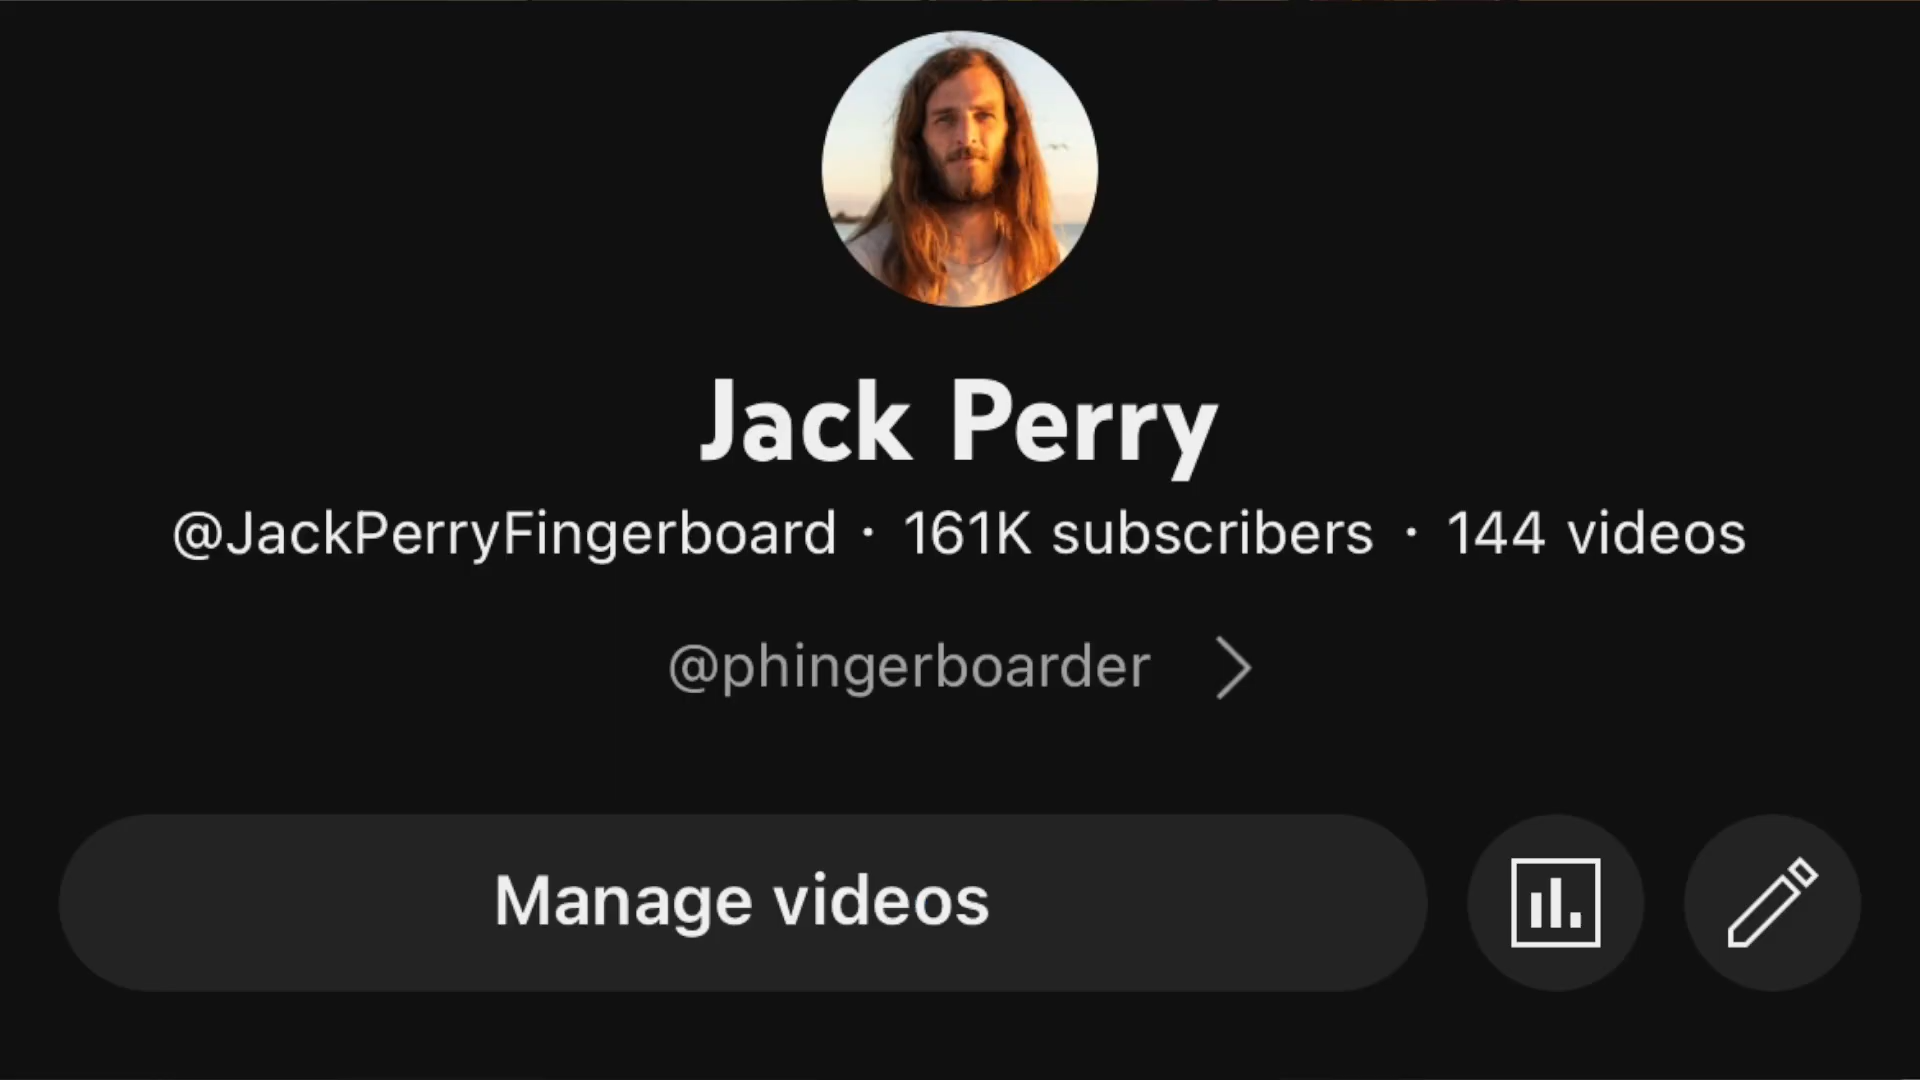 Jack Perry
@JackPerryFingerboard · 161K subscribers · 144 videos
@phingerboarder
Manage videos